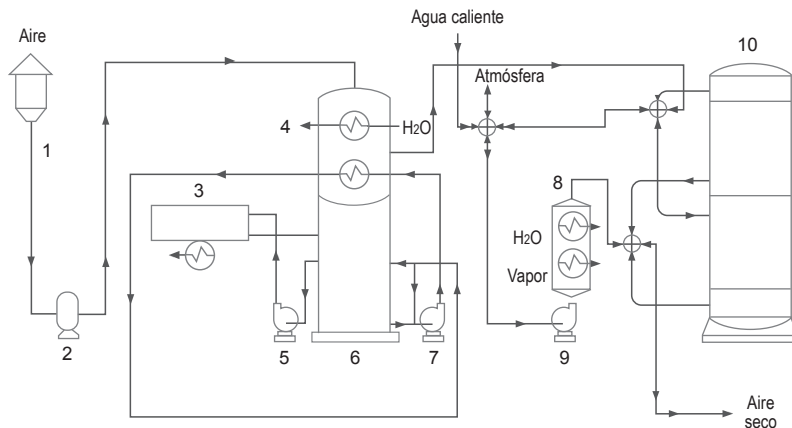 Agua caliente
Aire
10
Atmósfera
4
H2O
1
3
8
H2O
Vapor
2
5
6
7
9
Aire
seco